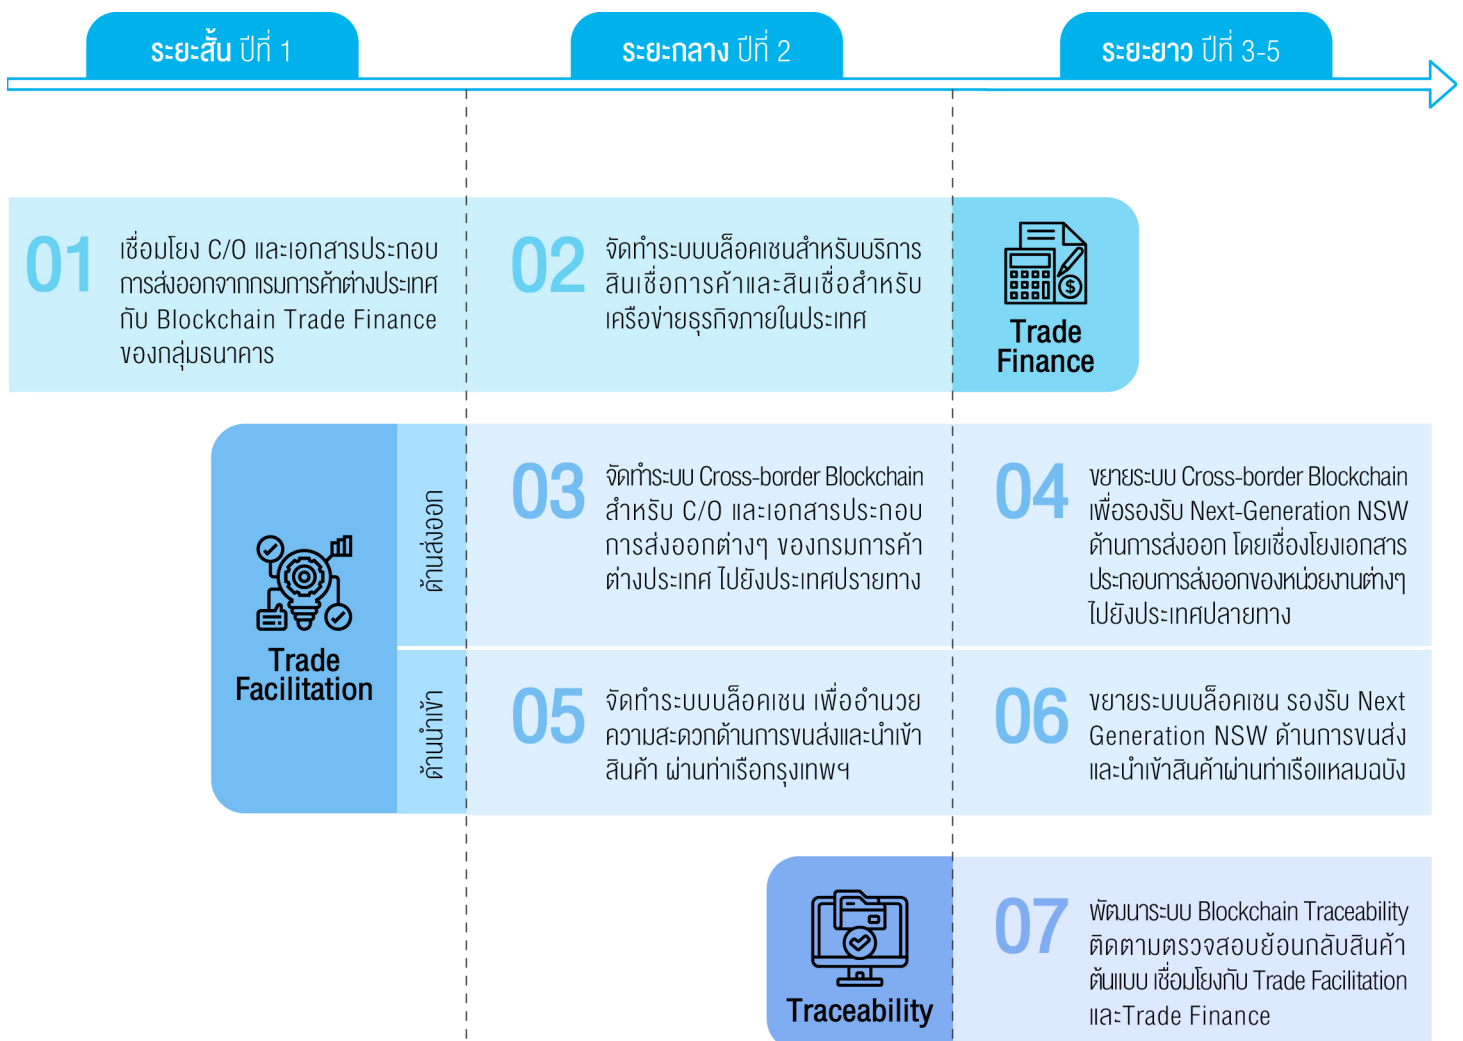 ระยะสั้น ปีที่ 1
ระยะกลาง ปีที่ 2
ระยะยาว ปีที่ 3-5
01
เชื่อมโยง C/O และเอกสารประกอบ
การส่งออกจากกรมการค้าต่างประเทศ
กับ Blockchain Trade Finance
ของกลุ่มธนาคาร
02
จัดทำระบบบล็อคเชนสำหรับบริการ
สินเชื่อการค้าและสินเชื่อสำหรับ
เครือข่ายธุรกิจภายในประเทศ
Trade
Finance
Trade
Facilitation
ด้านส่งออก
03
จัดทำระบบ Cross-border Blockchain
สำหรับ C/O และเอกสารประกอบ
การส่งออกต่างๆ ของกรมการค้า
ต่างประเทศ ไปยังประเทศปรายทาง
04
ขยายระบบ Cross-border Blockchain
เพื่อรองรับ Next-Generation NSW
ด้านการส่งออก โดยเชื่องโยงเอกสาร
ประกอบการส่งออกของหน่วยงานต่างๆ
ไปยังประเทศปลายทาง
ด้านนำเข้า
05
จัดทำระบบบล็อคเชน เพื่ออำนวย
ความสะดวกด้านการขนส่งและนำเข้า
สินค้า ผ่านท่าเรือกรุงเทพฯ
06
ขยายระบบบล็อคเชน รองรับ Next
Generation NSW ด้านการขนส่ง
และนำเข้าสินค้าผ่านท่าเรือแหลมฉบัง
Traceability
07
พัฒนาระบบ Blockchain Traceability
ติดตามตรวจสอบย้อนกลับสินค้า
ต้นแบบ เชื่อมโยงกับ Trade Facilitation
และTrade Finance